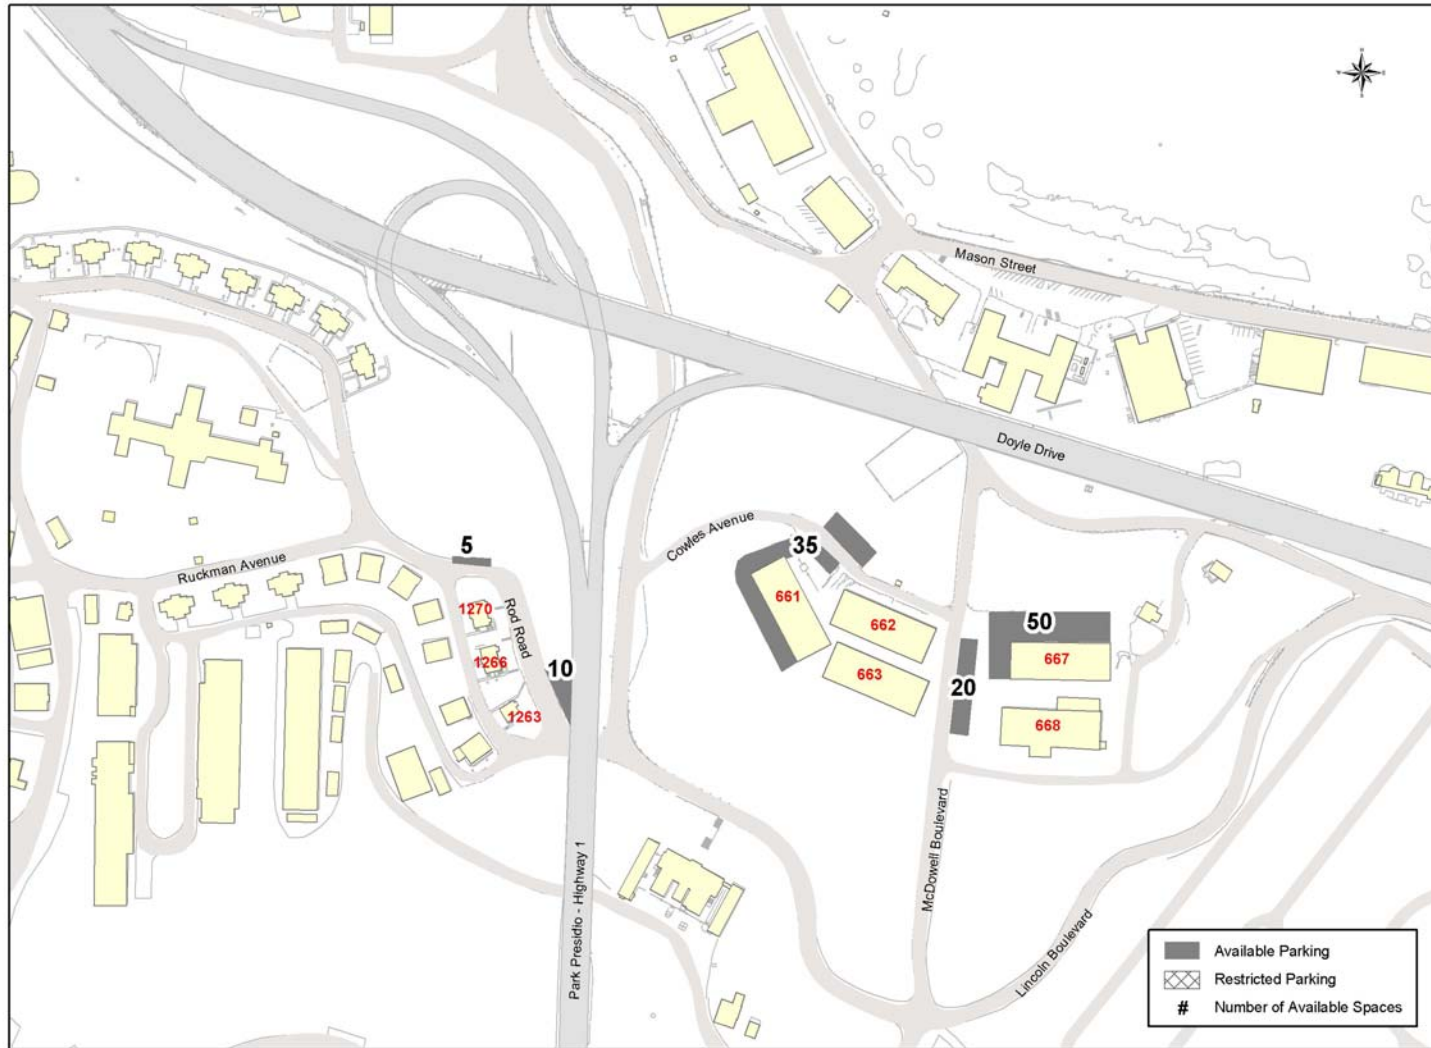 Mason Street
Doyle Drive
Cowles Avenue
35
5
Ruckman Avenue
1270
Rod Road
661
662
50
1266
10
663
667
20
1263
668
McDowell Boulevard
Park Presidio - Highway 1
Lincoln Boulevard
Available Parking
Restricted Parking
# Number of Available Spaces